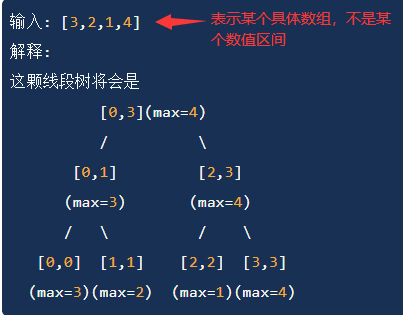 输入：[3,2,1,4] 表示某个具体数组，不是某
个数值区间
解释：
这颗线段树将会是
[0,3](max=4)
/ \
[0,1] [2,3]
(max=3) (max=4)
/ \ / \
[0,0] [1,1] [2,2] [3,3]
(max=3)(max=2) (max=1)(max=4)